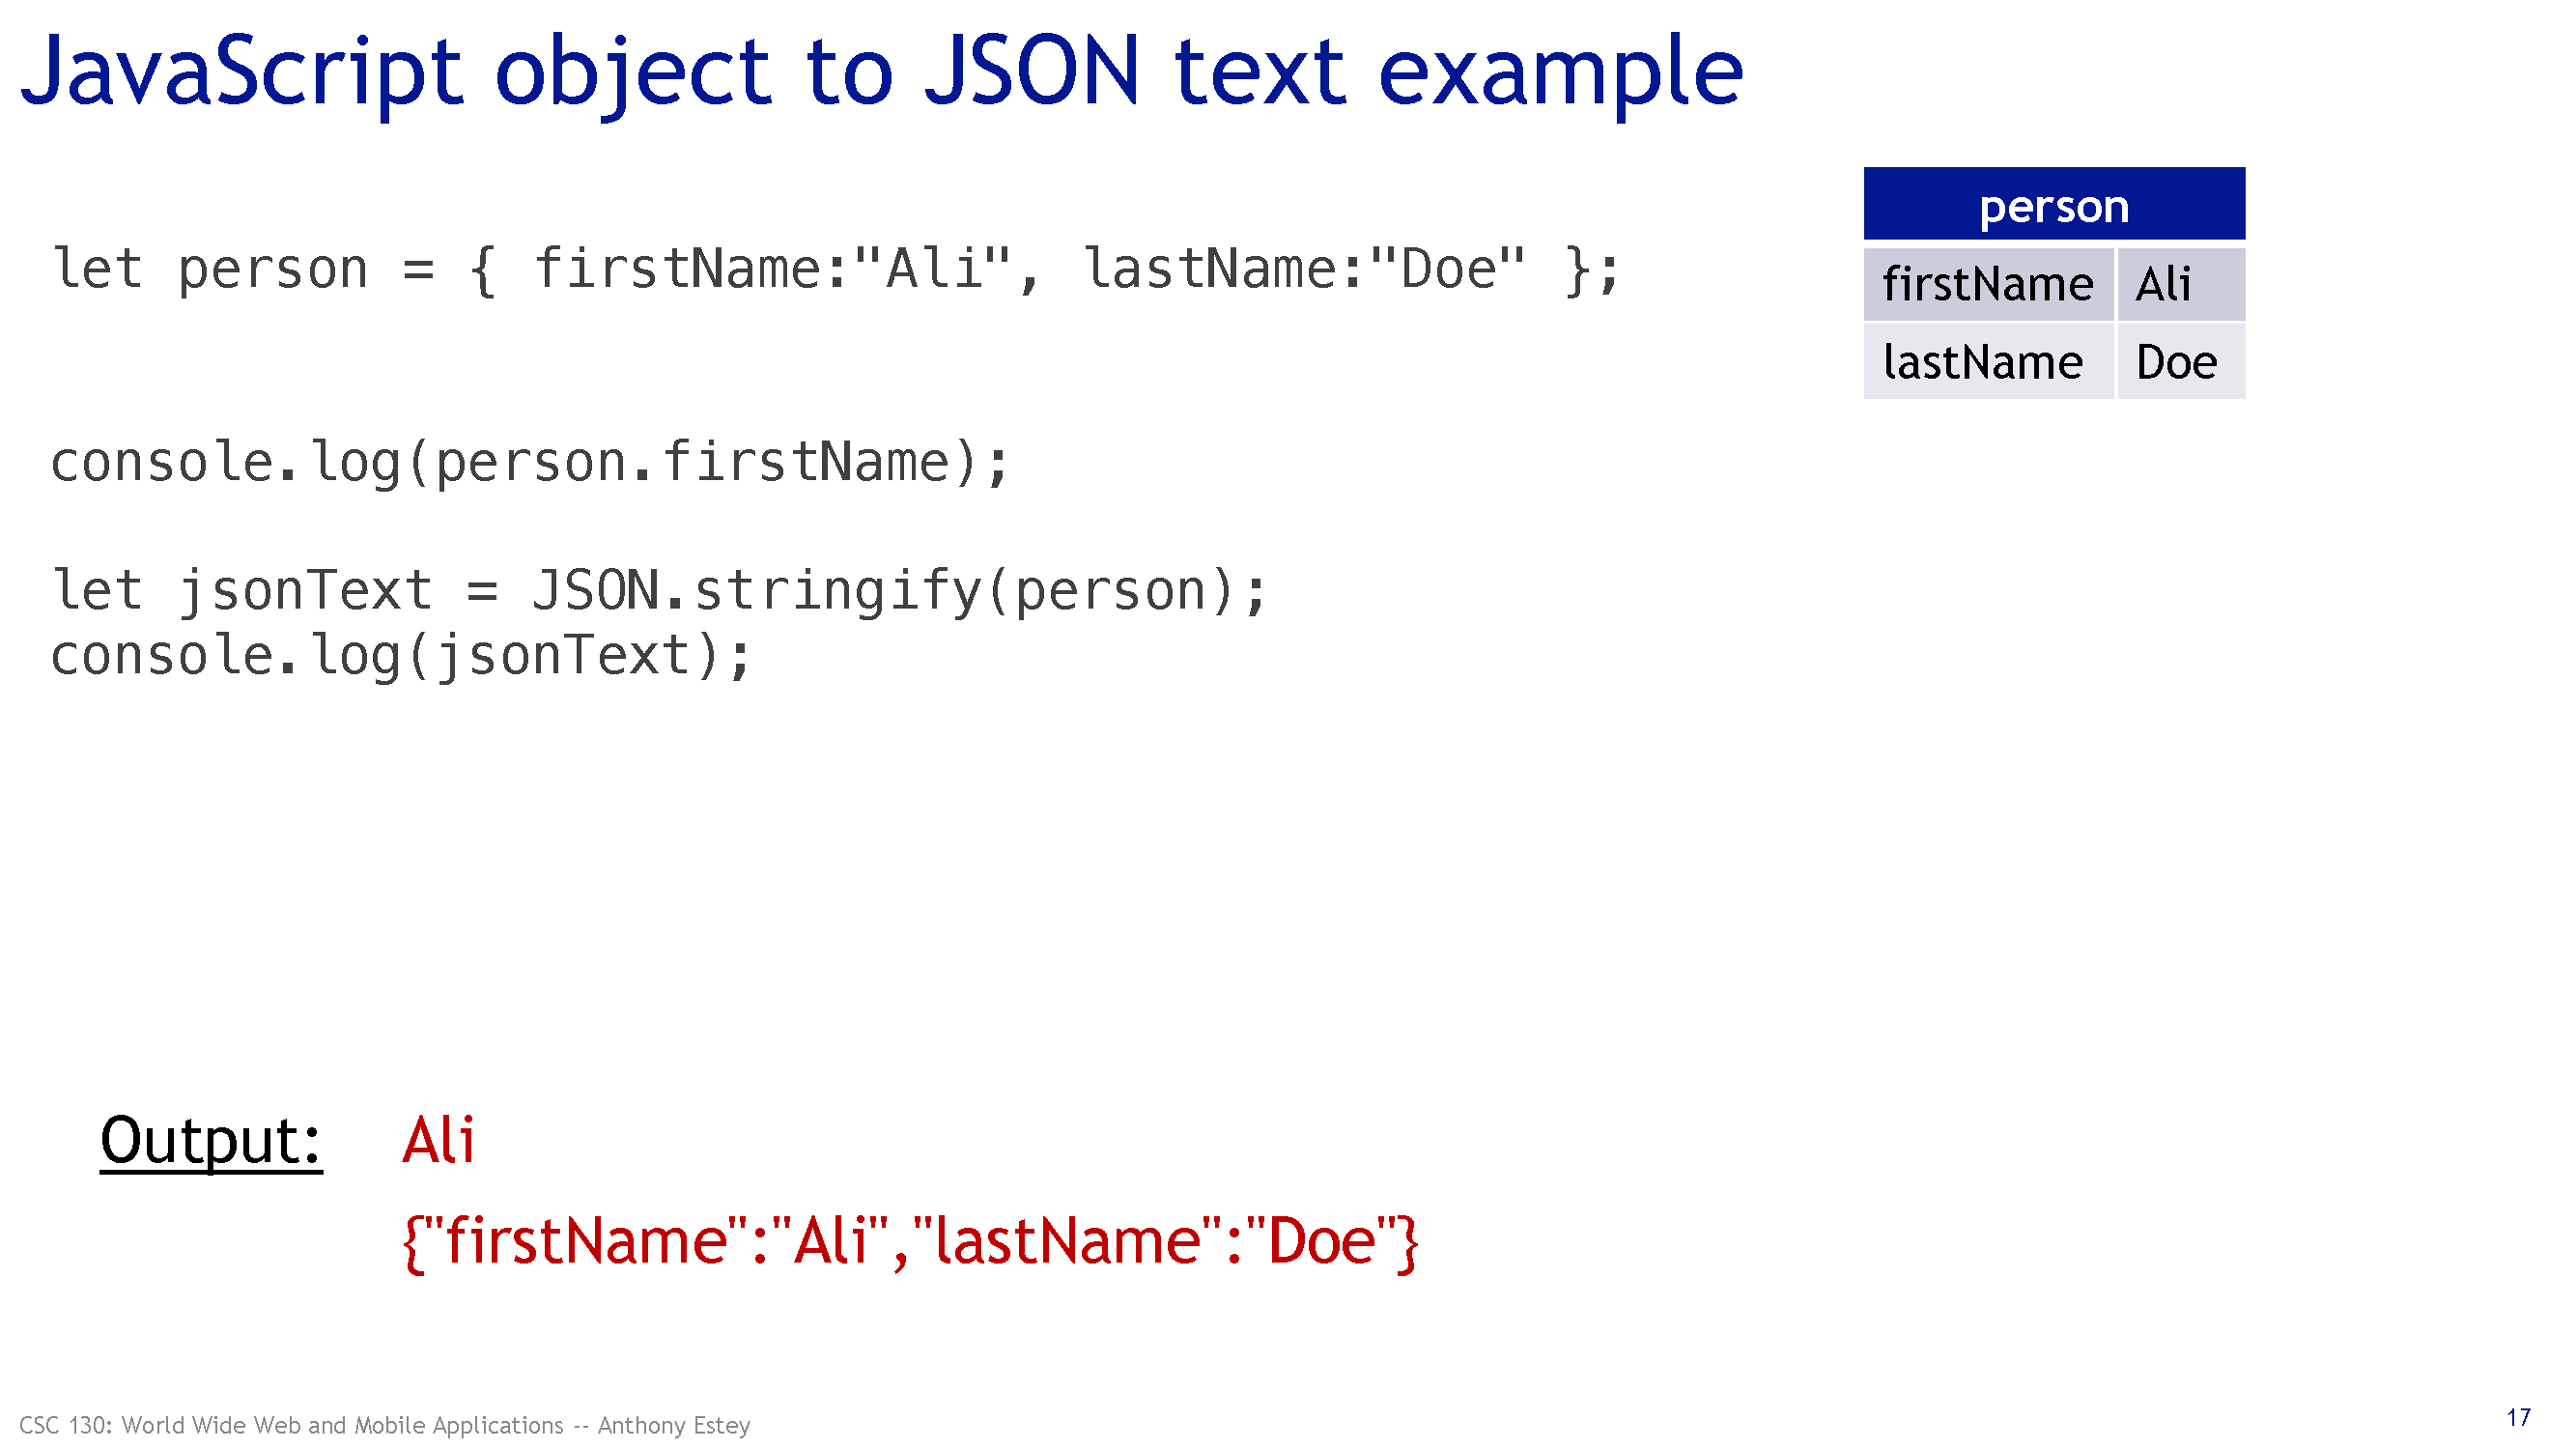 JavaScript object to JSON text example
let person = { firstName:"Ali", lastName:"Doe" };
person
firstName Ali
lastName Doe
console.log(person.firstName);
let jsonText = JSON.stringify(person);
console.log(jsonText);
Output: Ali
{"firstName":"Ali","lastName":"Doe"}
CSC 130: World Wide Web and Mobile Applications -- Anthony Estey
17